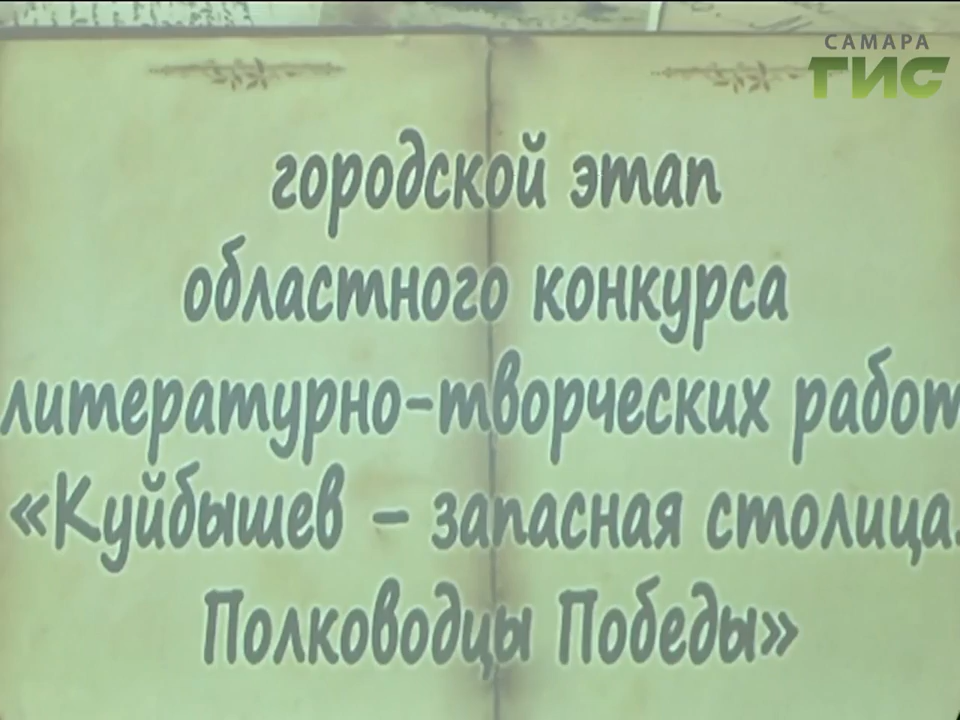 САМАРА
ГИС
городской этап
областного конкурса
литературно-творческих работ
«Куйбышев - запасная столица.
Полководцы Победы»